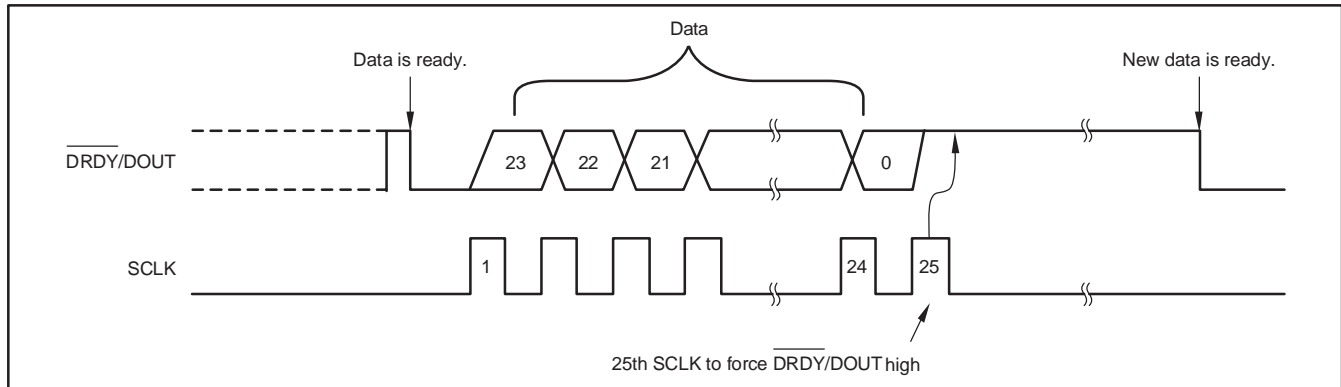 Data
Data is ready.
New data is ready.
DRDY/DOUT
23
22
21
0
SCLK
1
24
25
25th SCLK to force DRDY/DOUT high